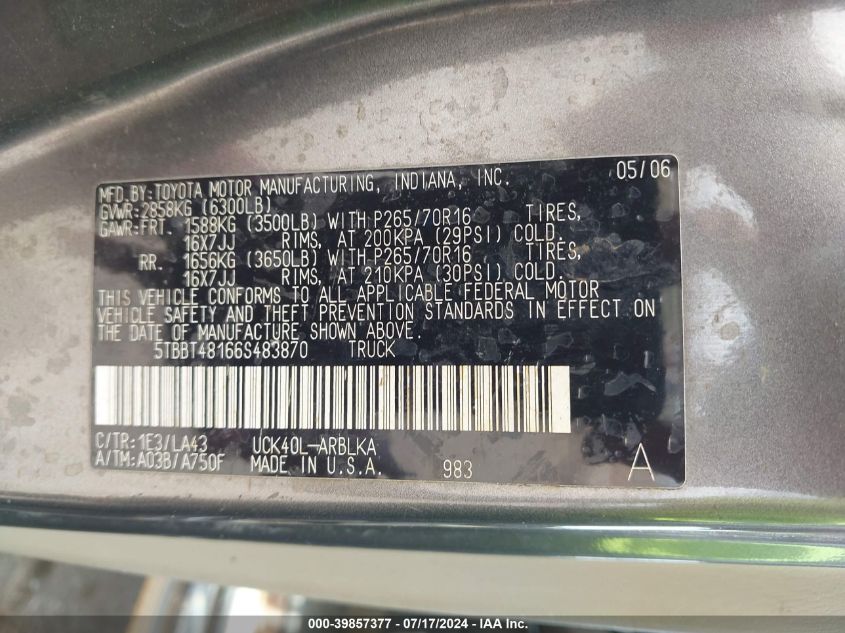 MFD.BY:TOYOTA MOTOR MANUFACTURING, INDIANA, INC. 05/06
GVWR:2858KG (6300LB)
GAWR:FRT. 1588KG (3500LB) WITH P265/70R16 TIRES,
16X7JJ RIMS, AT 200KPA (29PSI) COLD.
RR. 1656KG (3650LB) WITH P265/70R16 TIRES,
16X7JJ RIMS, AT 210KPA (30PSI) COLD.
THIS VEHICLE CONFORMS TO ALL APPLICABLE FEDERAL MOTOR
VEHICLE SAFETY AND THEFT PREVENTION STANDARDS IN EFFECT ON
THE DATE OF MANUFACTURE SHOWN ABOVE.
5TBBT48166S483870 TRUCK
C/TR:1E3/LA43 UCK40L-ARBLKA
A/TM:A03B/A750F MADE IN U.S.A. 983 A
000-39857377 - 07/17/2024 - IAA Inc.